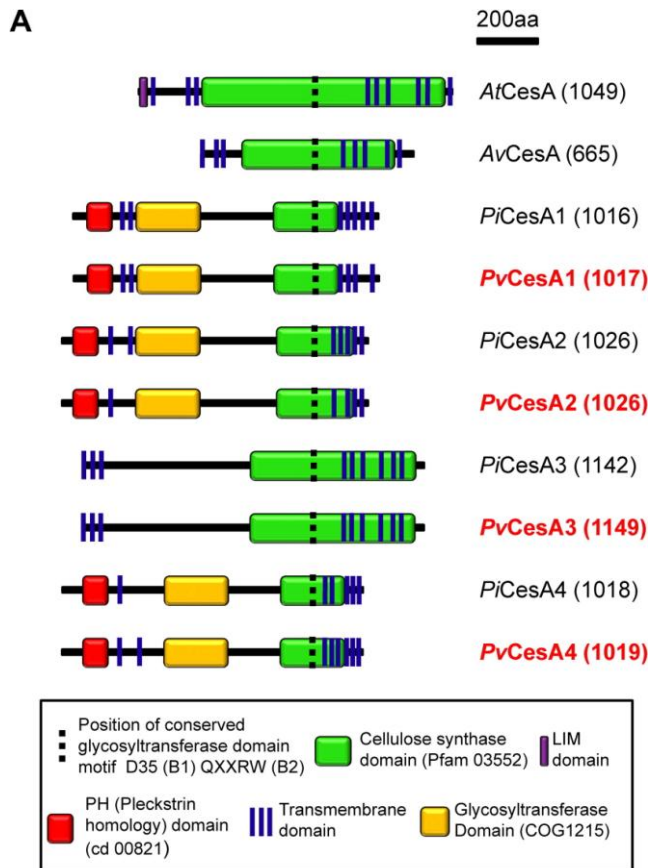 A
200aa
AtCesA (1049)
AvCesA (665)
PiCesA1 (1016)
PvCesA1 (1017)
PiCesA2 (1026)
PvCesA2 (1026)
PiCesA3 (1142)
PvCesA3 (1149)
PiCesA4 (1018)
PvCesA4 (1019)
Position of conserved
glycosyltransferase domain
motif D35 (B1) QXXRW (B2)
Cellulose synthase
domain (Pfam 03552)
LIM
domain
PH (Pleckstrin
homology) domain
(cd 00821)
Transmembrane
domain
Glycosyltransferase
Domain (COG1215)